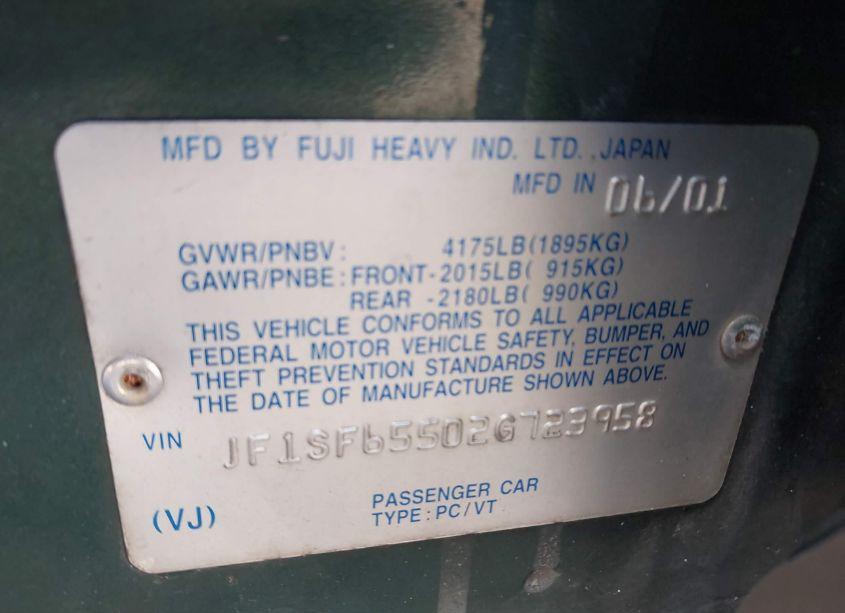 MFD BY FUJI HEAVY IND. LTD., JAPAN
MFD IN 06/01
GVWR/PNBV: 4175LB(1895KG)
GAWR/PNBE: FRONT-2015LB( 915KG)
REAR -2180LB( 990KG)
THIS VEHICLE CONFORMS TO ALL APPLICABLE
FEDERAL MOTOR VEHICLE SAFETY, BUMPER, AND
THEFT PREVENTION STANDARDS IN EFFECT ON
THE DATE OF MANUFACTURE SHOWN ABOVE.
VIN JF1SF65502G723958
(VJ)
PASSENGER CAR
TYPE: PC/VT